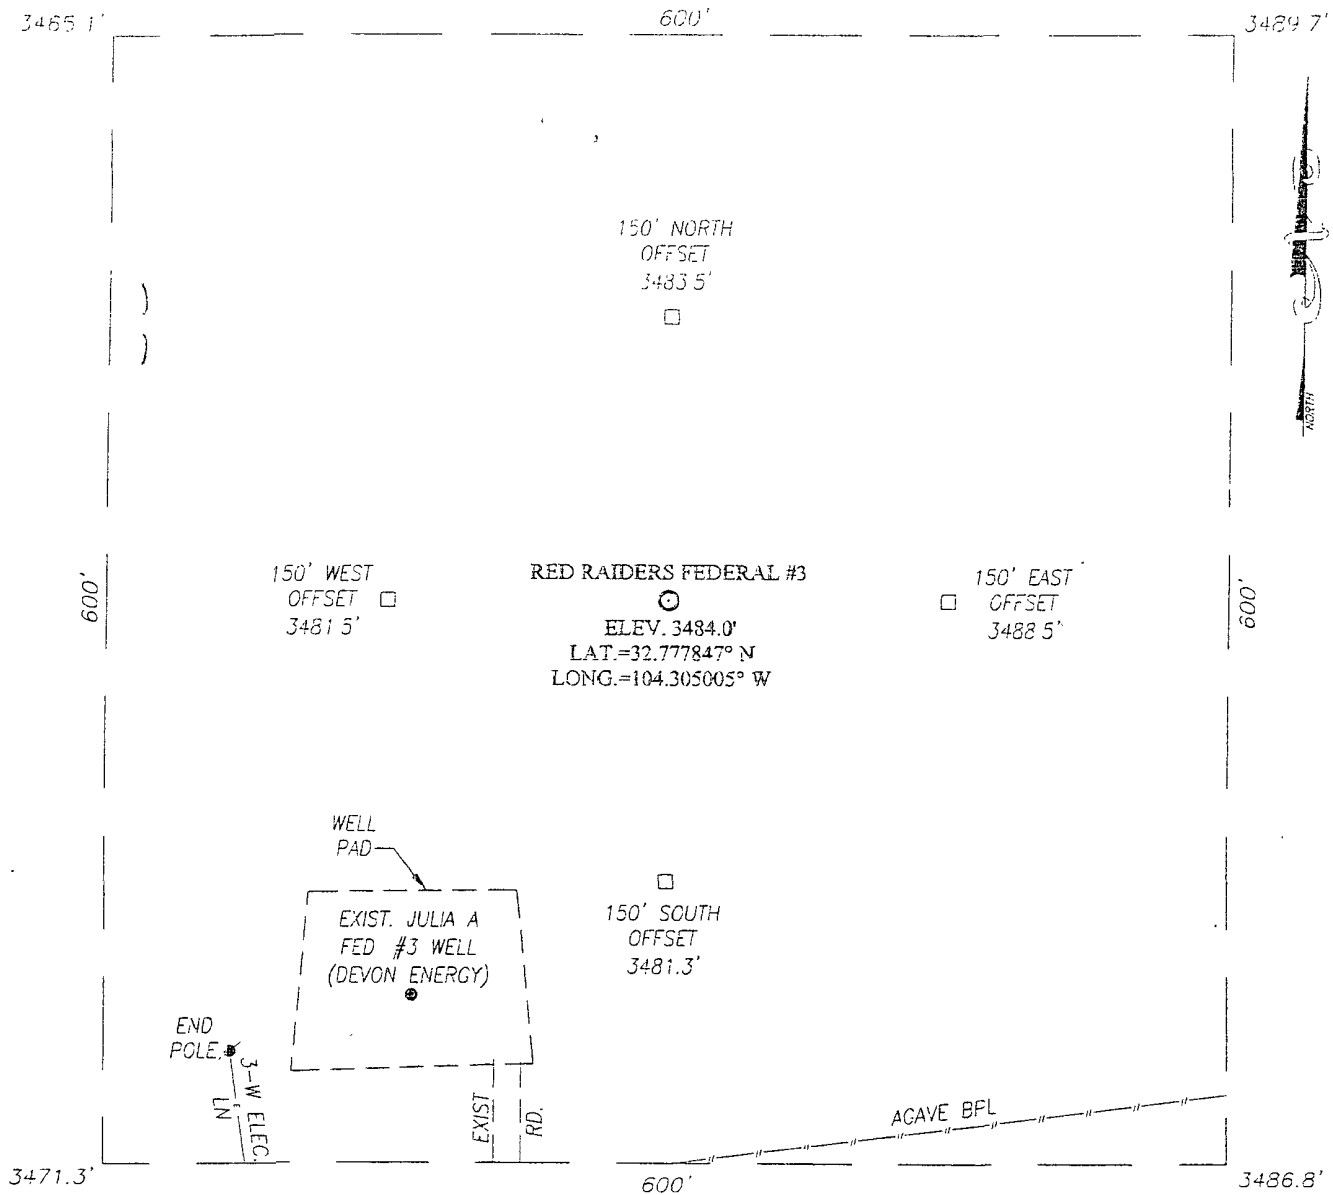 3465.1'
600'
3489.7'
150' NORTH
OFFSET
3483.5'
NORTH
600'
150' WEST
OFFSET
3481.5'
RED RAIDERS FEDERAL #3
ELEV. 3484.0'
LAT.=32.777847° N
LONG.=104.305005° W
150' EAST
OFFSET
3488.5'
600'
WELL
PAD
EXIST. JULIA A
FED #3 WELL
(DEVON ENERGY)
150' SOUTH
OFFSET
3481.3'
END
POLE
3-W ELEC.
LN
EXIST
RD.
AGAVE BPL
3471.3'
600'
3486.8'